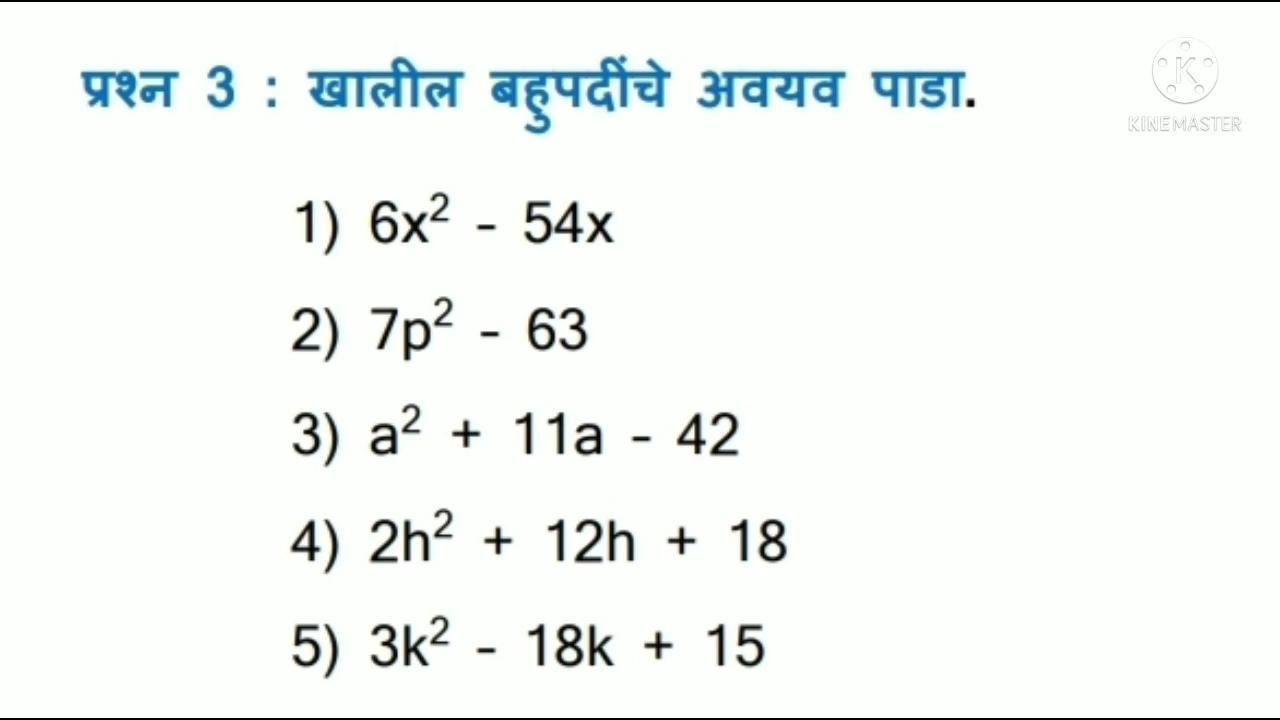 प्रश्न 3 : खालील बहुपदींचे अवयव पाडा.
K
KINEMASTER
1) 6x² - 54x
2) 7p² - 63
3) a² + 11a - 42
4) 2h² + 12h + 18
5) 3k² - 18k + 15